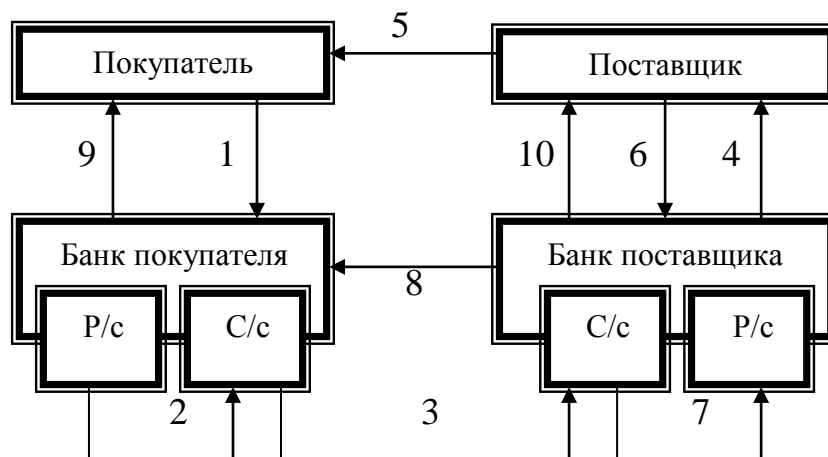 5
Покупатель
Поставщик
9
1
10
6
4
Банк покупателя
Банк поставщика
8
Р/с
С/с
С/с
Р/с
2
3
7